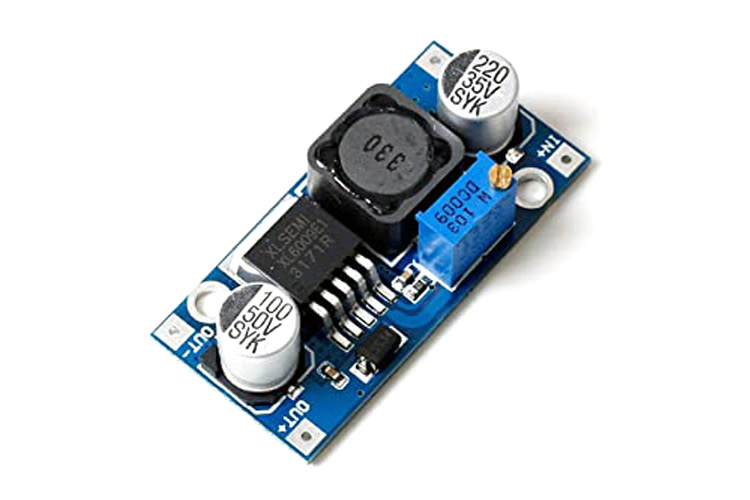 220
35V
SYK
IN+
330
W 103
DC009
XLSEMI
XL6009E1
3171R
100
50V
SYK
OUT-
OUT+